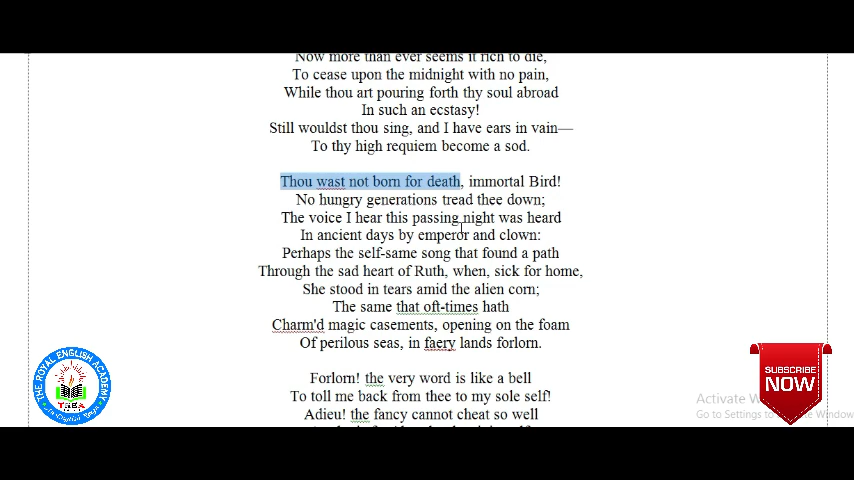 Now more than ever seems it rich to die,
To cease upon the midnight with no pain,
While thou art pouring forth thy soul abroad
In such an ecstasy!
Still wouldst thou sing, and I have ears in vain—
To thy high requiem become a sod.
Thou wast not born for death, immortal Bird!
No hungry generations tread thee down;
The voice I hear this passing night was heard
In ancient days by emperor and clown:
Perhaps the self-same song that found a path
Through the sad heart of Ruth, when, sick for home,
She stood in tears amid the alien corn;
The same that oft-times hath
Charm'd magic casements, opening on the foam
Of perilous seas, in faery lands forlorn.
Forlorn! the very word is like a bell
To toll me back from thee to my sole self!
Adieu! the fancy cannot cheat so well
THE ROYAL ENGLISH ACADEMY
SUBSCRIBE
NOW
Activate
Go to Settings to Windows